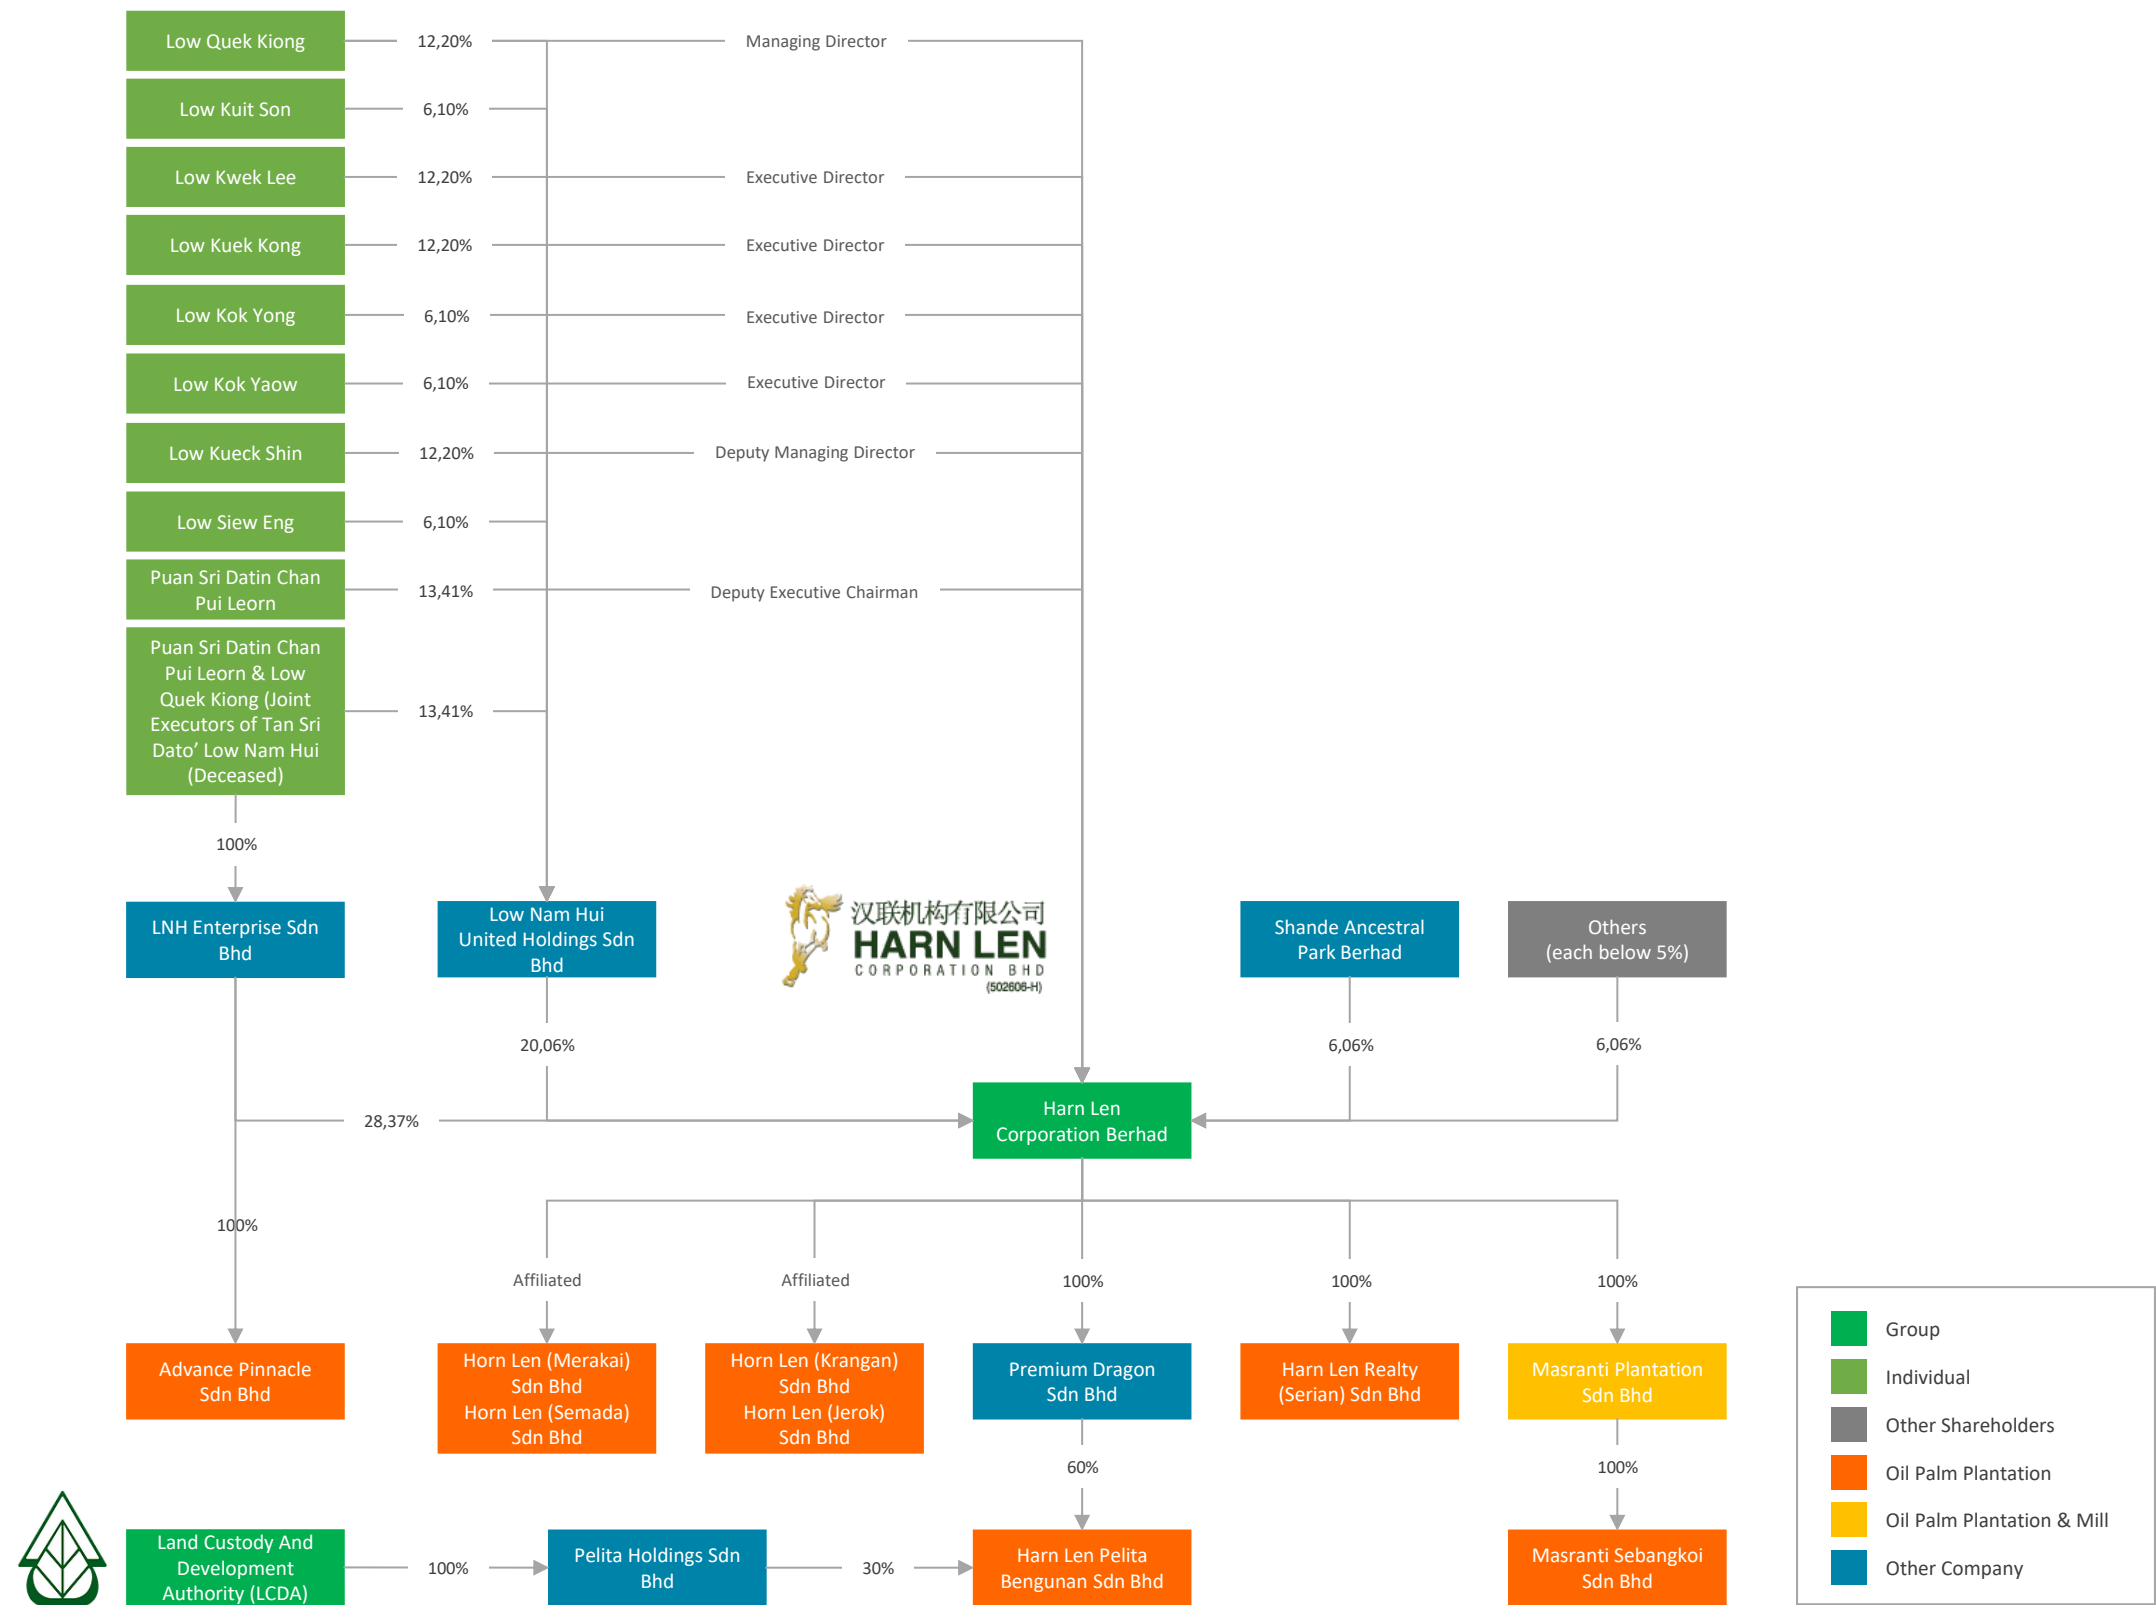 Low Quek Kiong
12,20%
Managing Director
Low Kuit Son
6,10%
Low Kwek Lee
12,20%
Executive Director
Low Kuek Kong
12,20%
Executive Director
Low Kok Yong
6,10%
Executive Director
Low Kok Yaow
6,10%
Executive Director
Low Kueck Shin
12,20%
Deputy Managing Director
Low Siew Eng
6,10%
Puan Sri Datin Chan
Pui Leorn
13,41%
Deputy Executive Chairman
Puan Sri Datin Chan
Pui Leorn & Low
Quek Kiong (Joint
Executors of Tan Sri
Dato’ Low Nam Hui
(Deceased)
13,41%
100%
LNH Enterprise Sdn
Bhd
Low Nam Hui
United Holdings Sdn
Bhd
汉联机构有限公司
HARN LEN
CORPORATION BHD
(502606-H)
Shande Ancestral
Park Berhad
Others
(each below 5%)
20,06%
6,06%
6,06%
28,37%
Harn Len
Corporation Berhad
100%
Affiliated
Affiliated
100%
100%
100%
Advance Pinnacle
Sdn Bhd
Horn Len (Merakai)
Sdn Bhd
Horn Len (Semada)
Sdn Bhd
Horn Len (Krangan)
Sdn Bhd
Horn Len (Jerok)
Sdn Bhd
Premium Dragon
Sdn Bhd
Harn Len Realty
(Serian) Sdn Bhd
Masranti Plantation
Sdn Bhd
60%
100%
Land Custody And
Development
Authority (LCDA)
100%
Pelita Holdings Sdn
Bhd
30%
Harn Len Pelita
Bengunan Sdn Bhd
Masranti Sebangkoi
Sdn Bhd
Group
Individual
Other Shareholders
Oil Palm Plantation
Oil Palm Plantation & Mill
Other Company